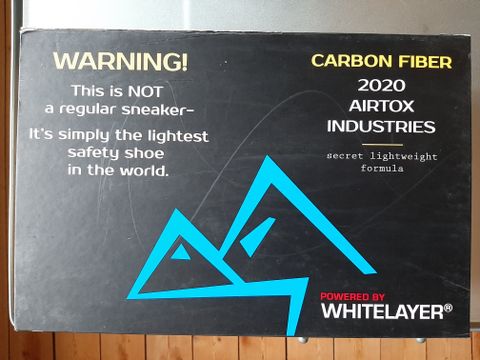 WARNING!
This is NOT
a regular sneaker–
It's simply the lightest
safety shoe
in the world.
CARBON FIBER
2020
AIRTOX
INDUSTRIES
secret lightweight
formula
POWERED BY
WHITELAYER®